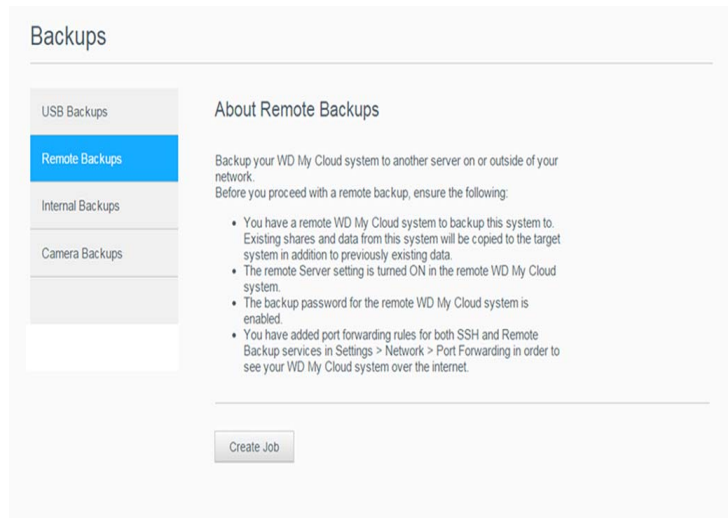 Backups
USB Backups
Remote Backups
Internal Backups
Camera Backups
About Remote Backups
Backup your WD My Cloud system to another server on or outside of your
network.
Before you proceed with a remote backup, ensure the following:
• You have a remote WD My Cloud system to backup this system to.
Existing shares and data from this system will be copied to the target
system in addition to previously existing data.
• The remote Server setting is turned ON in the remote WD My Cloud
system.
• The backup password for the remote WD My Cloud system is
enabled.
• You have added port forwarding rules for both SSH and Remote
Backup services in Settings > Network > Port Forwarding in order to
see your WD My Cloud system over the internet.
Create Job